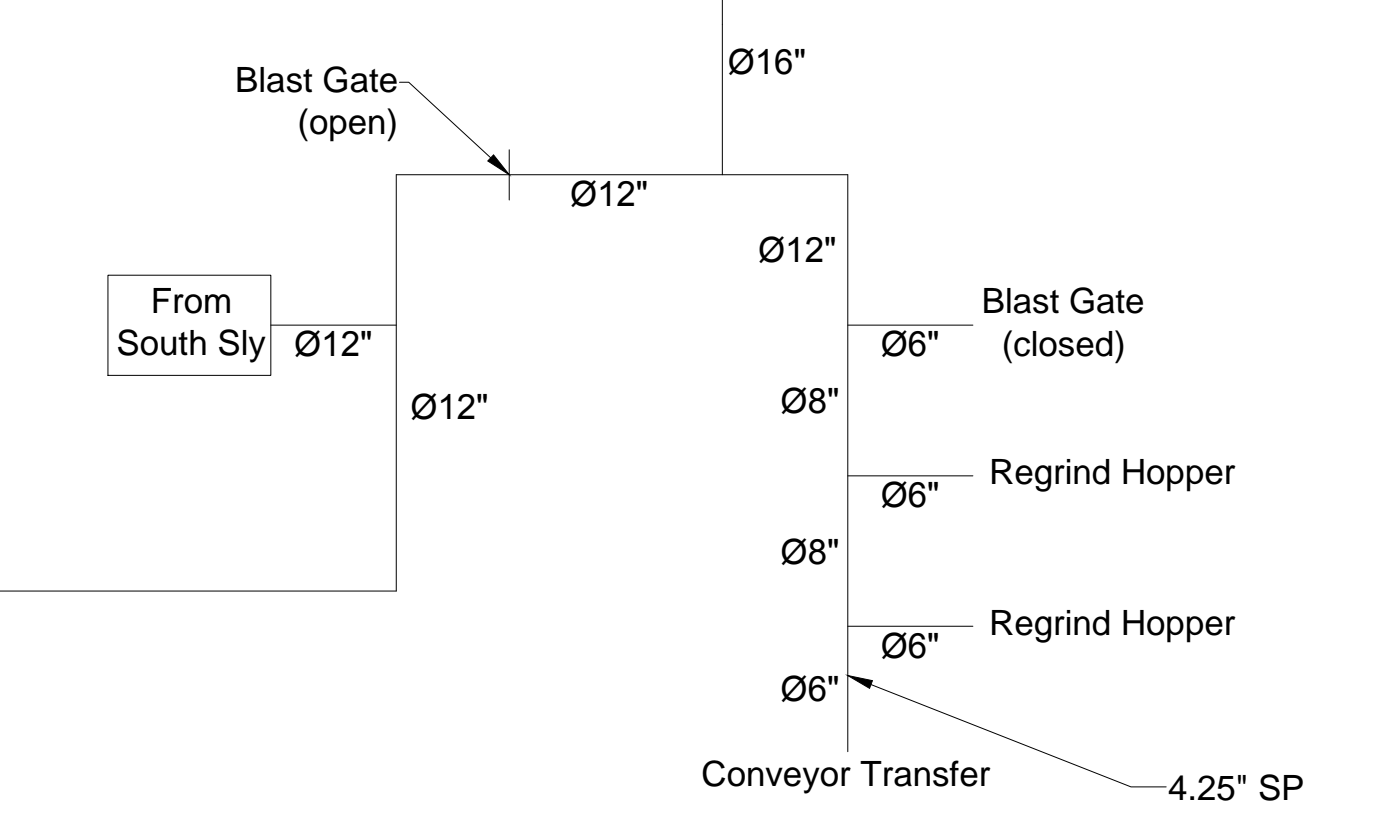 Ø16"
Blast Gate
(open)
Ø12"
Ø12"
From
South Sly
Ø12"
Blast Gate
(closed)
Ø6"
Ø12"
Ø8"
Regrind Hopper
Ø6"
Ø8"
Regrind Hopper
Ø6"
Ø6"
Conveyor Transfer
4.25" SP